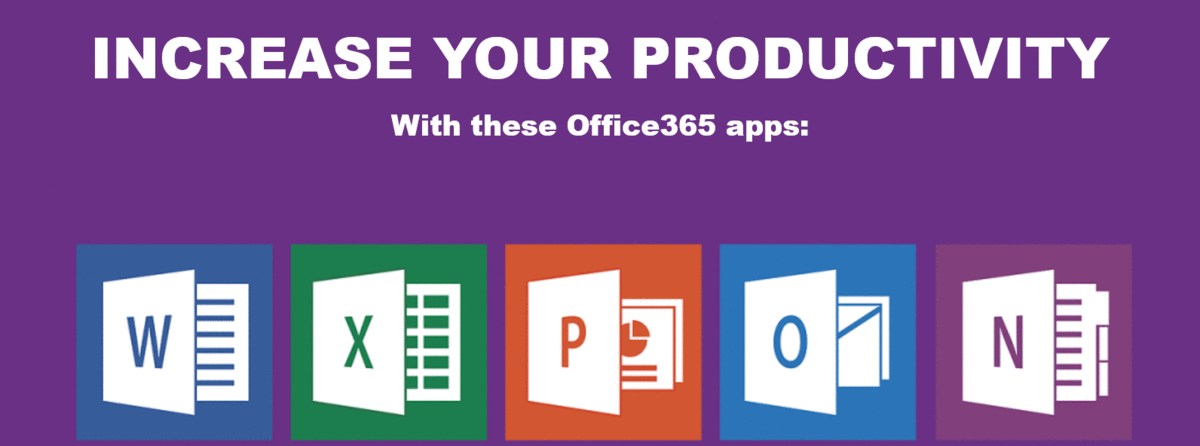 INCREASE YOUR PRODUCTIVITY
With these Office365 apps:
W X P O N